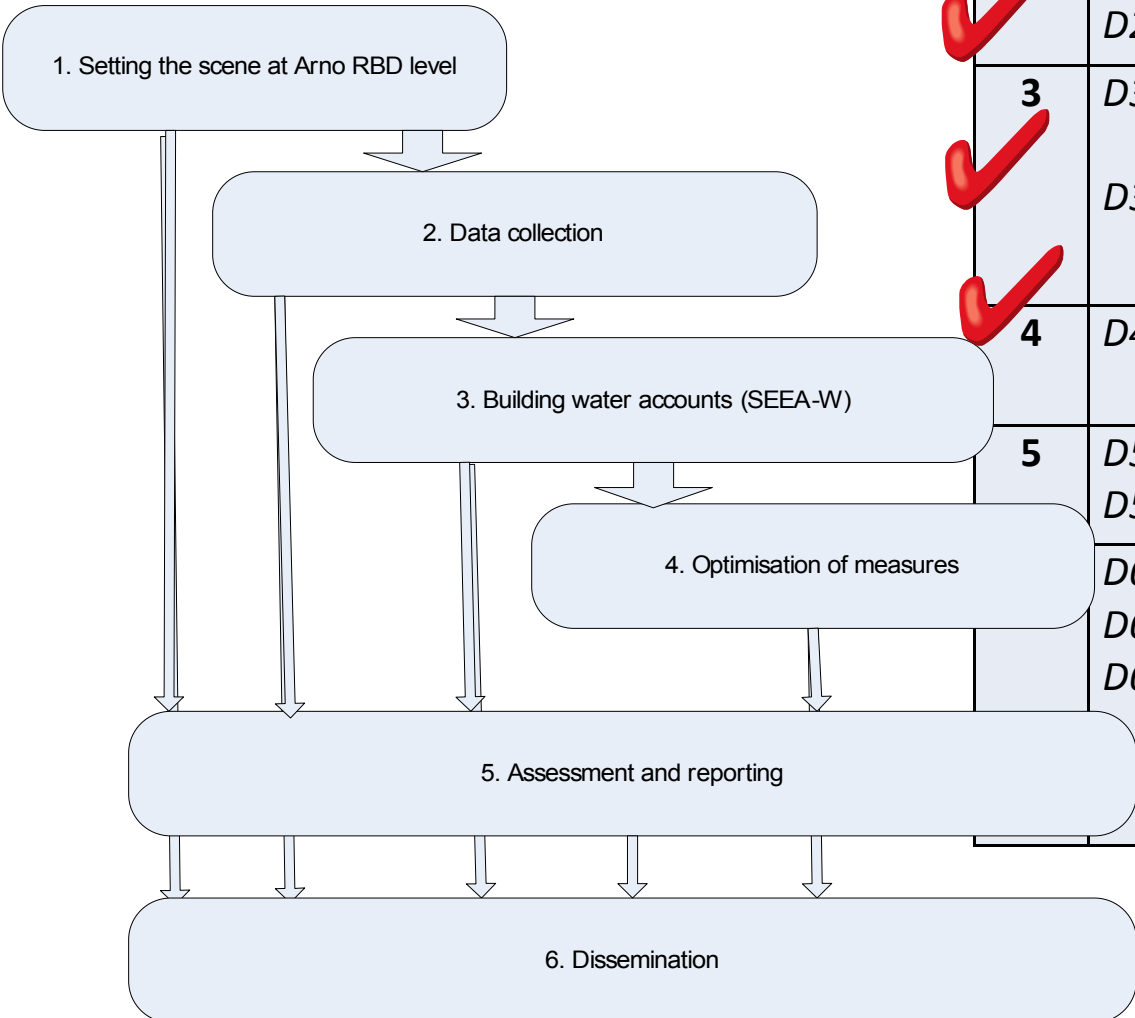 1. Setting the scene at Arno RBD level
2. Data collection
3. Building water accounts (SEEA-W)
4. Optimisation of measures
5. Assessment and reporting
6. Dissemination
3
4
5